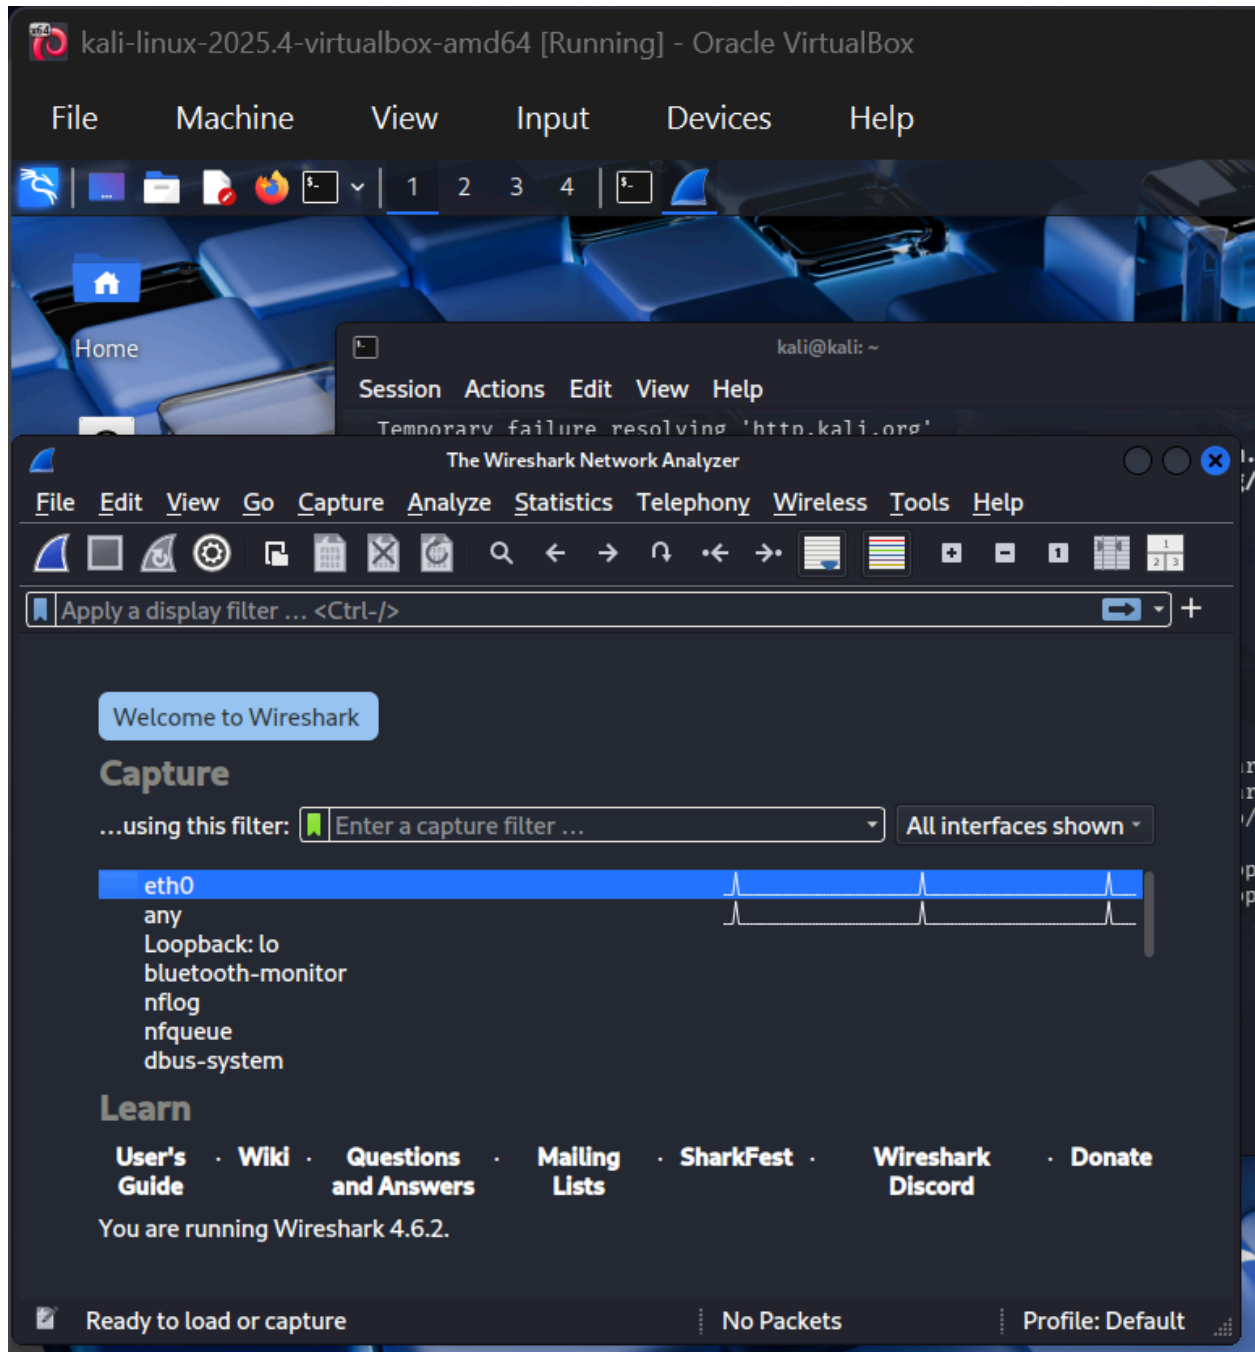 kali-linux-2025.4-virtualbox-amd64 [Running] - Oracle VirtualBox
File Machine View Input Devices Help
1 2 3 4
Home
kali@kali: ~
Session Actions Edit View Help
Temporary failure resolving 'http.kali.org'
The Wireshark Network Analyzer
File Edit View Go Capture Analyze Statistics Telephony Wireless Tools Help
Apply a display filter … <Ctrl-/>
Welcome to Wireshark
Capture
…using this filter: Enter a capture filter … All interfaces shown
eth0
any
Loopback: lo
bluetooth-monitor
nflog
nfqueue
dbus-system
Learn
User's Guide · Wiki · Questions and Answers · Mailing Lists · SharkFest · Wireshark Discord · Donate
You are running Wireshark 4.6.2.
Ready to load or capture No Packets Profile: Default